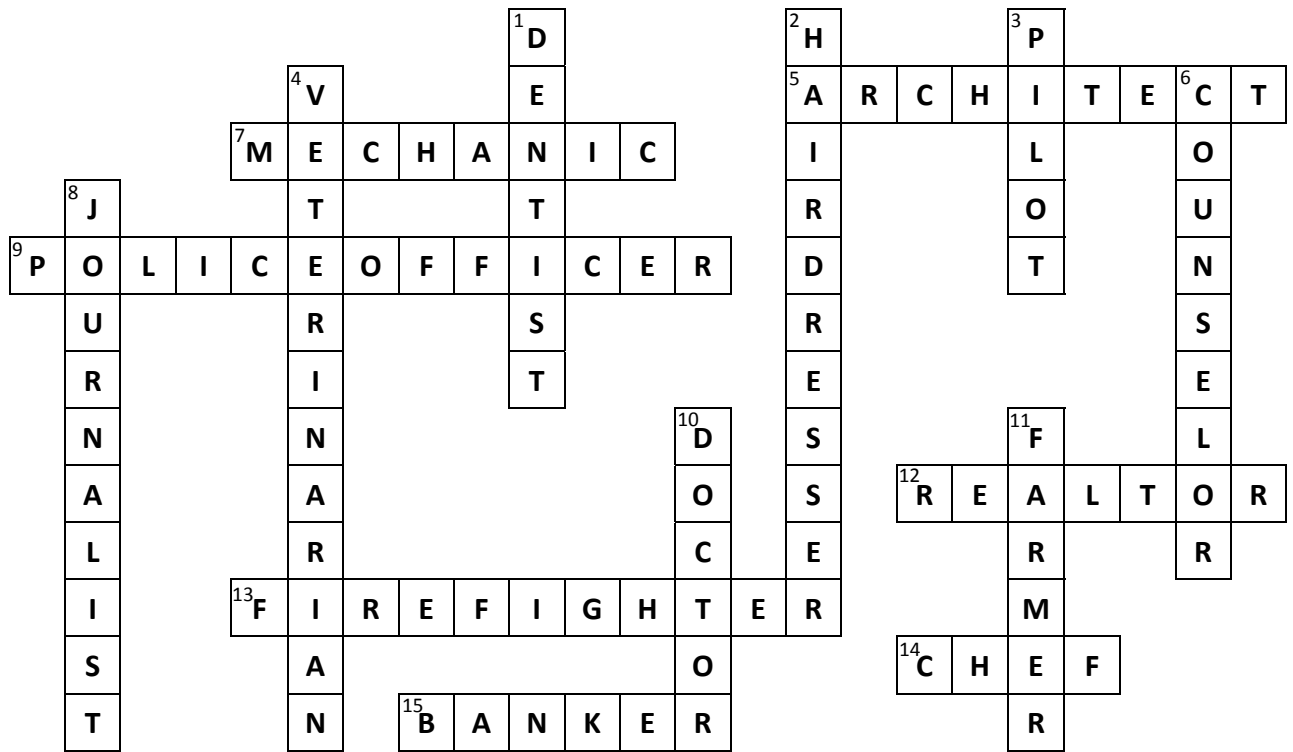 1 D 2 H 3 P
4 V E 5 A R C H I T E 6 C T
7 M E C H A N I C I L O
8 J T T R O U
9 P O L I C E O F F I C E R D T N
U R S R S
R I T E E
N N 10 D S 11 F L
A A O S 12 R E A L T O R
L R C E R R
I 13 F I R E F I G H T E R M
S A O 14 C H E F
T N 15 B A N K E R R